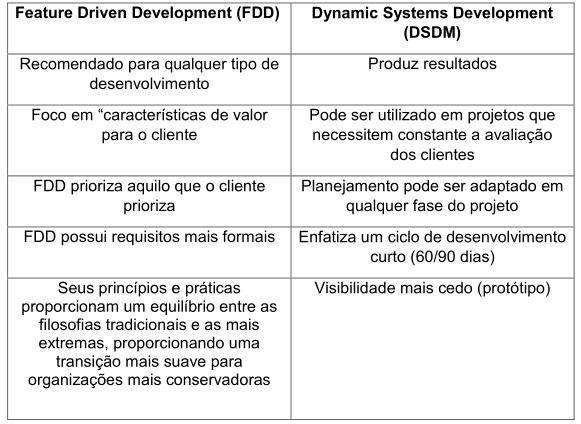 Feature Driven Development (FDD)
Dynamic Systems Development
(DSDM)
Recomendado para qualquer tipo de
desenvolvimento
Produz resultados
Foco em “características de valor
para o cliente
Pode ser utilizado em projetos que
necessitem constante a avaliação
dos clientes
FDD prioriza aquilo que o cliente
prioriza
Planejamento pode ser adaptado em
qualquer fase do projeto
FDD possui requisitos mais formais
Enfatiza um ciclo de desenvolvimento
curto (60/90 dias)
Seus princípios e práticas
proporcionam um equilíbrio entre as
filosofias tradicionais e as mais
extremas, proporcionando uma
transição mais suave para
organizações mais conservadoras
Visibilidade mais cedo (protótipo)